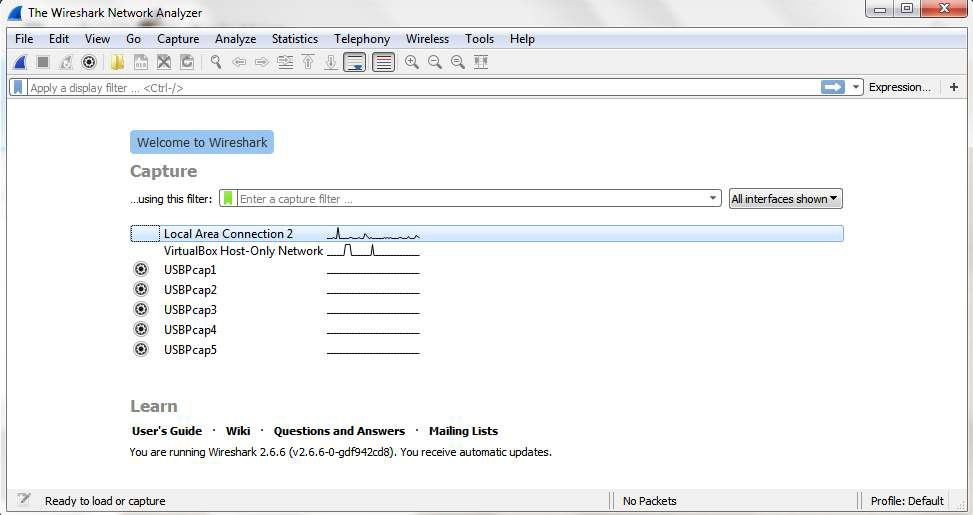 The Wireshark Network Analyzer
File Edit View Go Capture Analyze Statistics Telephony Wireless Tools Help
Apply a display filter ... <Ctrl-/> Expression... +
Welcome to Wireshark
Capture
...using this filter: Enter a capture filter ... All interfaces shown
Local Area Connection 2
VirtualBox Host-Only Network
USBPcap1
USBPcap2
USBPcap3
USBPcap4
USBPcap5
Learn
User's Guide · Wiki · Questions and Answers · Mailing Lists
You are running Wireshark 2.6.6 (v2.6.6-0-gdf942cd8). You receive automatic updates.
Ready to load or capture No Packets Profile: Default